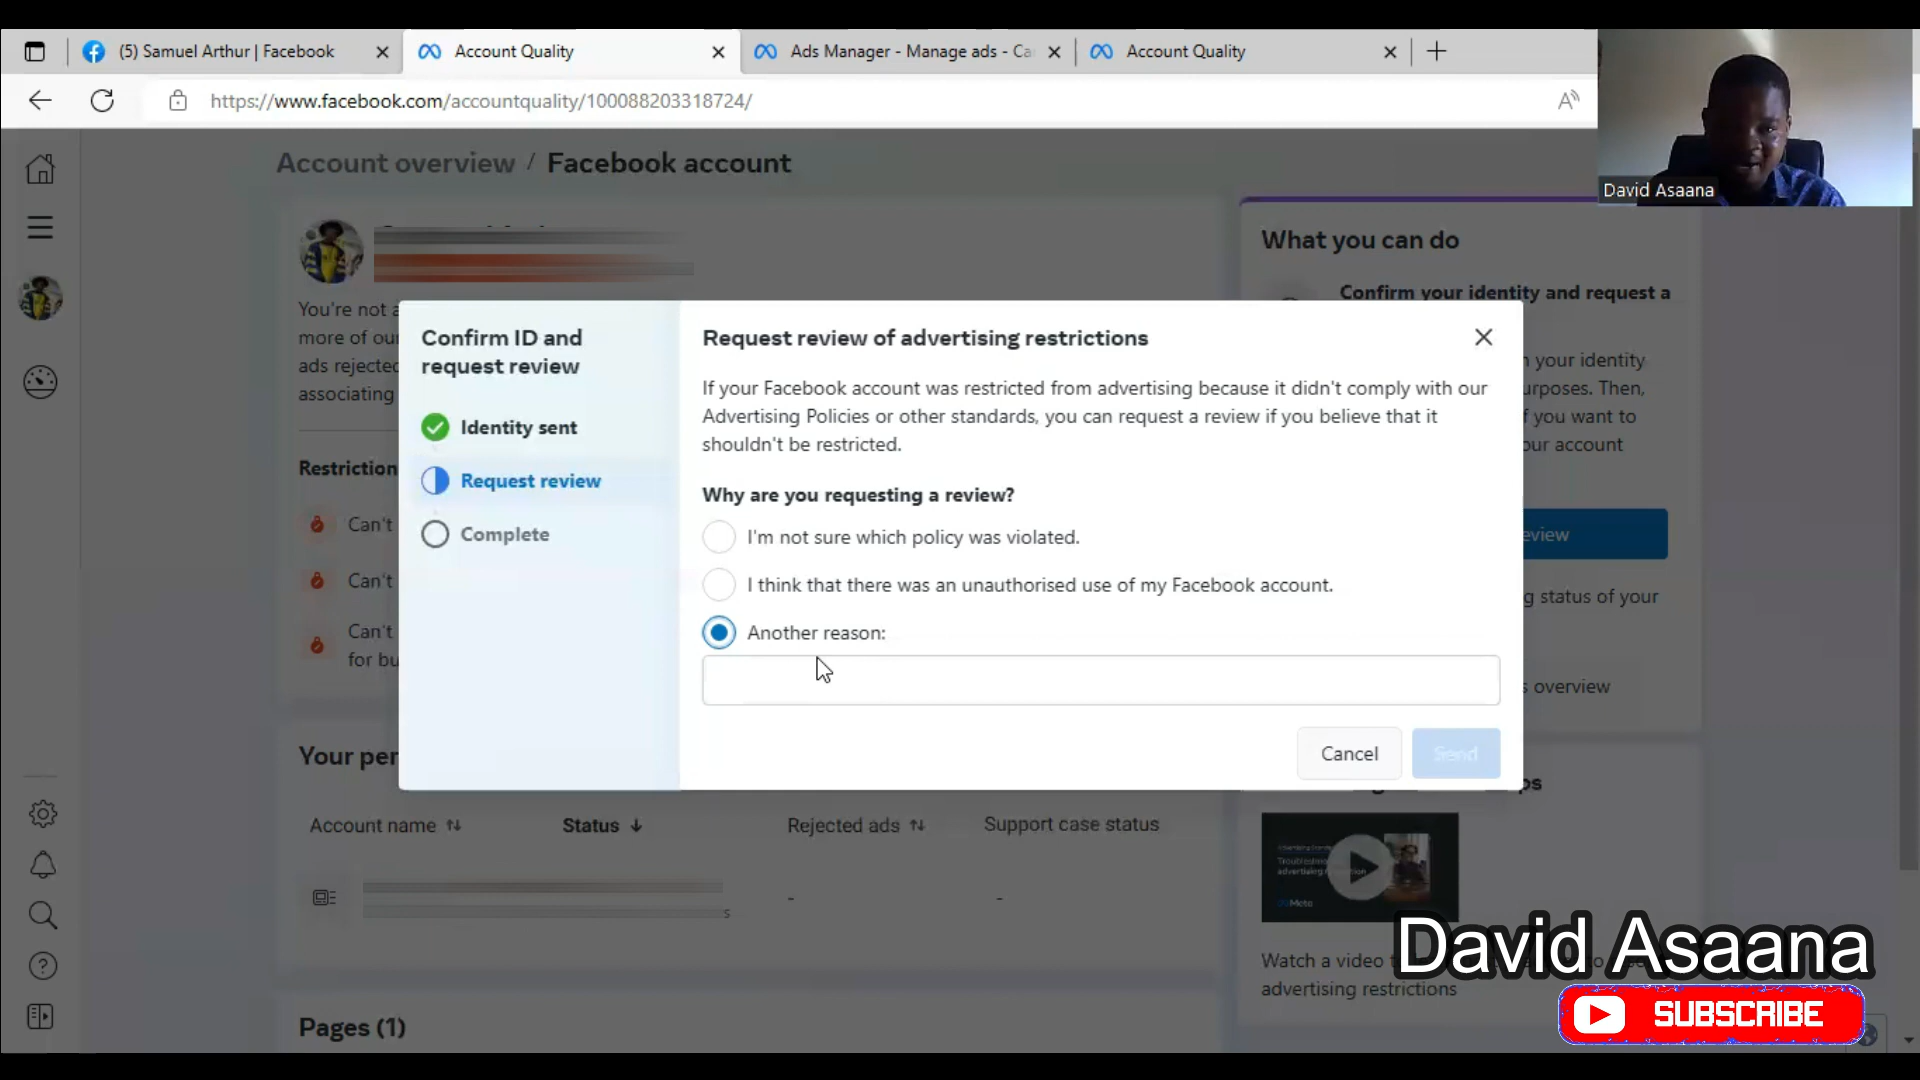 (5) Samuel Arthur | Facebook
Account Quality
Ads Manager - Manage ads - Ca
Account Quality
https://www.facebook.com/accountquality/100088203318724/
David Asaana
Account overview / Facebook account
You're not a
more of ou
ads rejecte
associating
Restriction
Can't
Can't
Can't
for bu
What you can do
Confirm your identity and request a
your identity
urposes. Then,
f you want to
our account
eview
g status of your
s overview
Confirm ID and
request review
Identity sent
Request review
Complete
Request review of advertising restrictions
If your Facebook account was restricted from advertising because it didn't comply with our
Advertising Policies or other standards, you can request a review if you believe that it
shouldn't be restricted.
Why are you requesting a review?
I'm not sure which policy was violated.
I think that there was an unauthorised use of my Facebook account.
Another reason:
Cancel
Send
Your per
Account name
Status
Rejected ads
Support case status
-
-
s
ps
Meta
Watch a video
advertising restrictions
Pages (1)
David Asaana
SUBSCRIBE